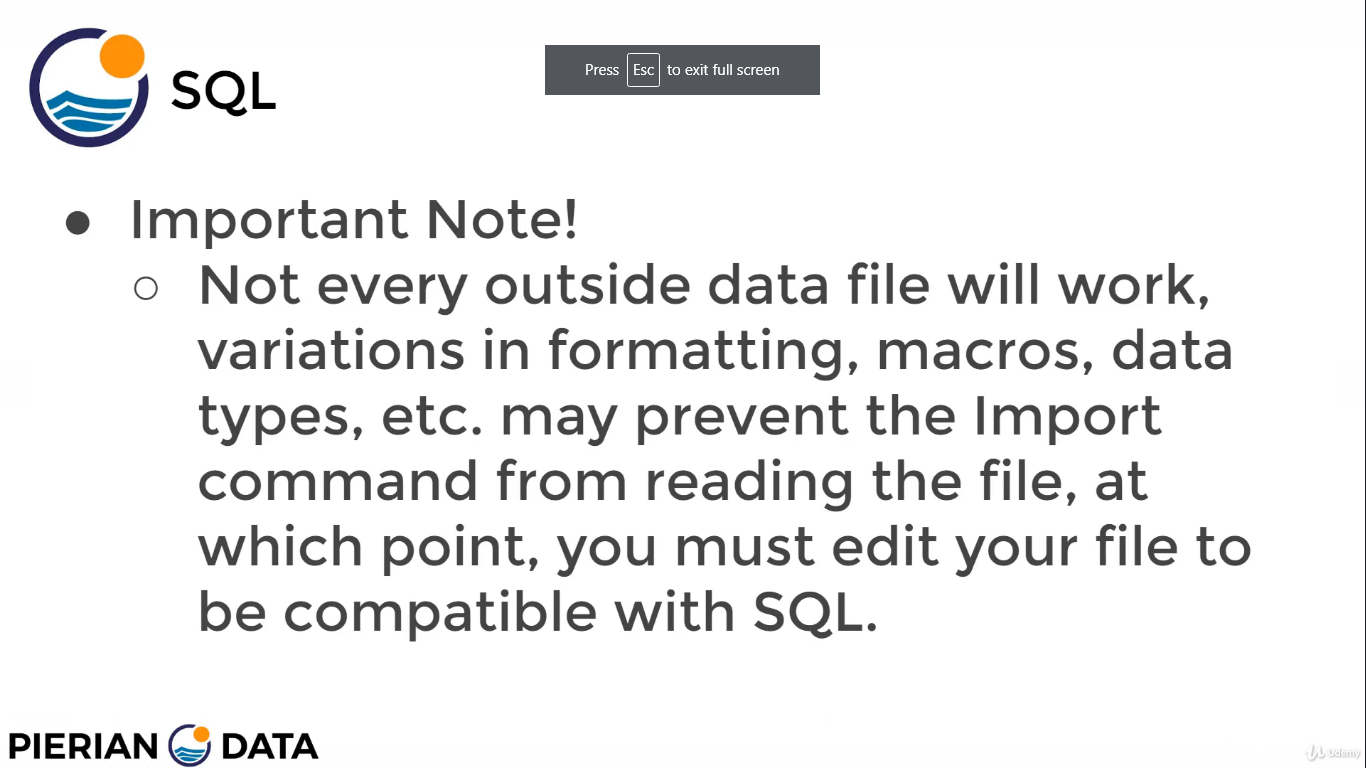 SQL
Press Esc to exit full screen
● Important Note!
○ Not every outside data file will work,
variations in formatting, macros, data
types, etc. may prevent the Import
command from reading the file, at
which point, you must edit your file to
be compatible with SQL.
PIERIAN DATA
Udemy